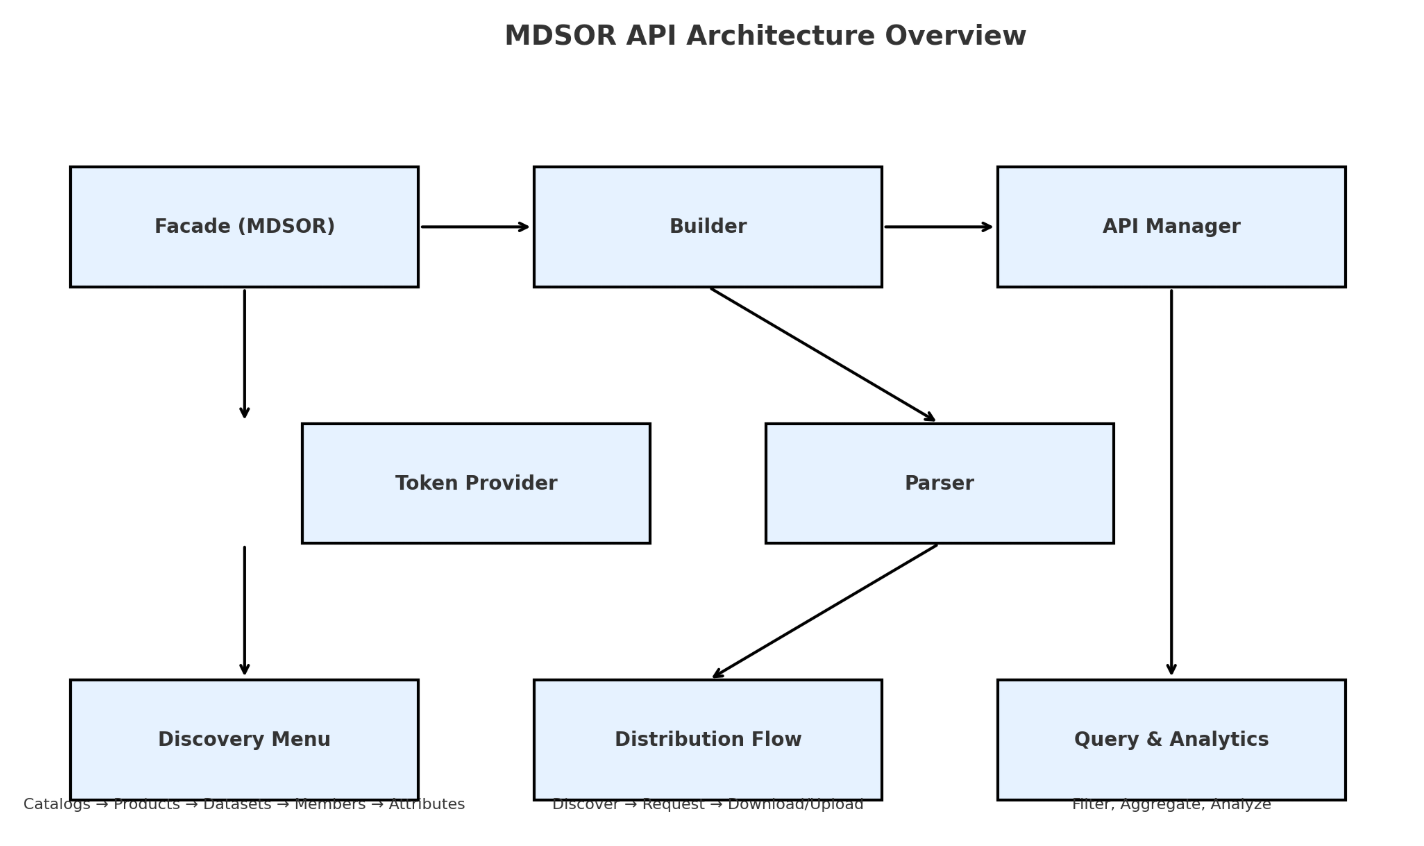 MDSOR API Architecture Overview
Facade (MDSOR)
Builder
API Manager
Token Provider
Parser
Discovery Menu
Distribution Flow
Query & Analytics
Catalogs → Products → Datasets → Members → Attributes
Discover → Request → Download/Upload
Filter, Aggregate, Analyze